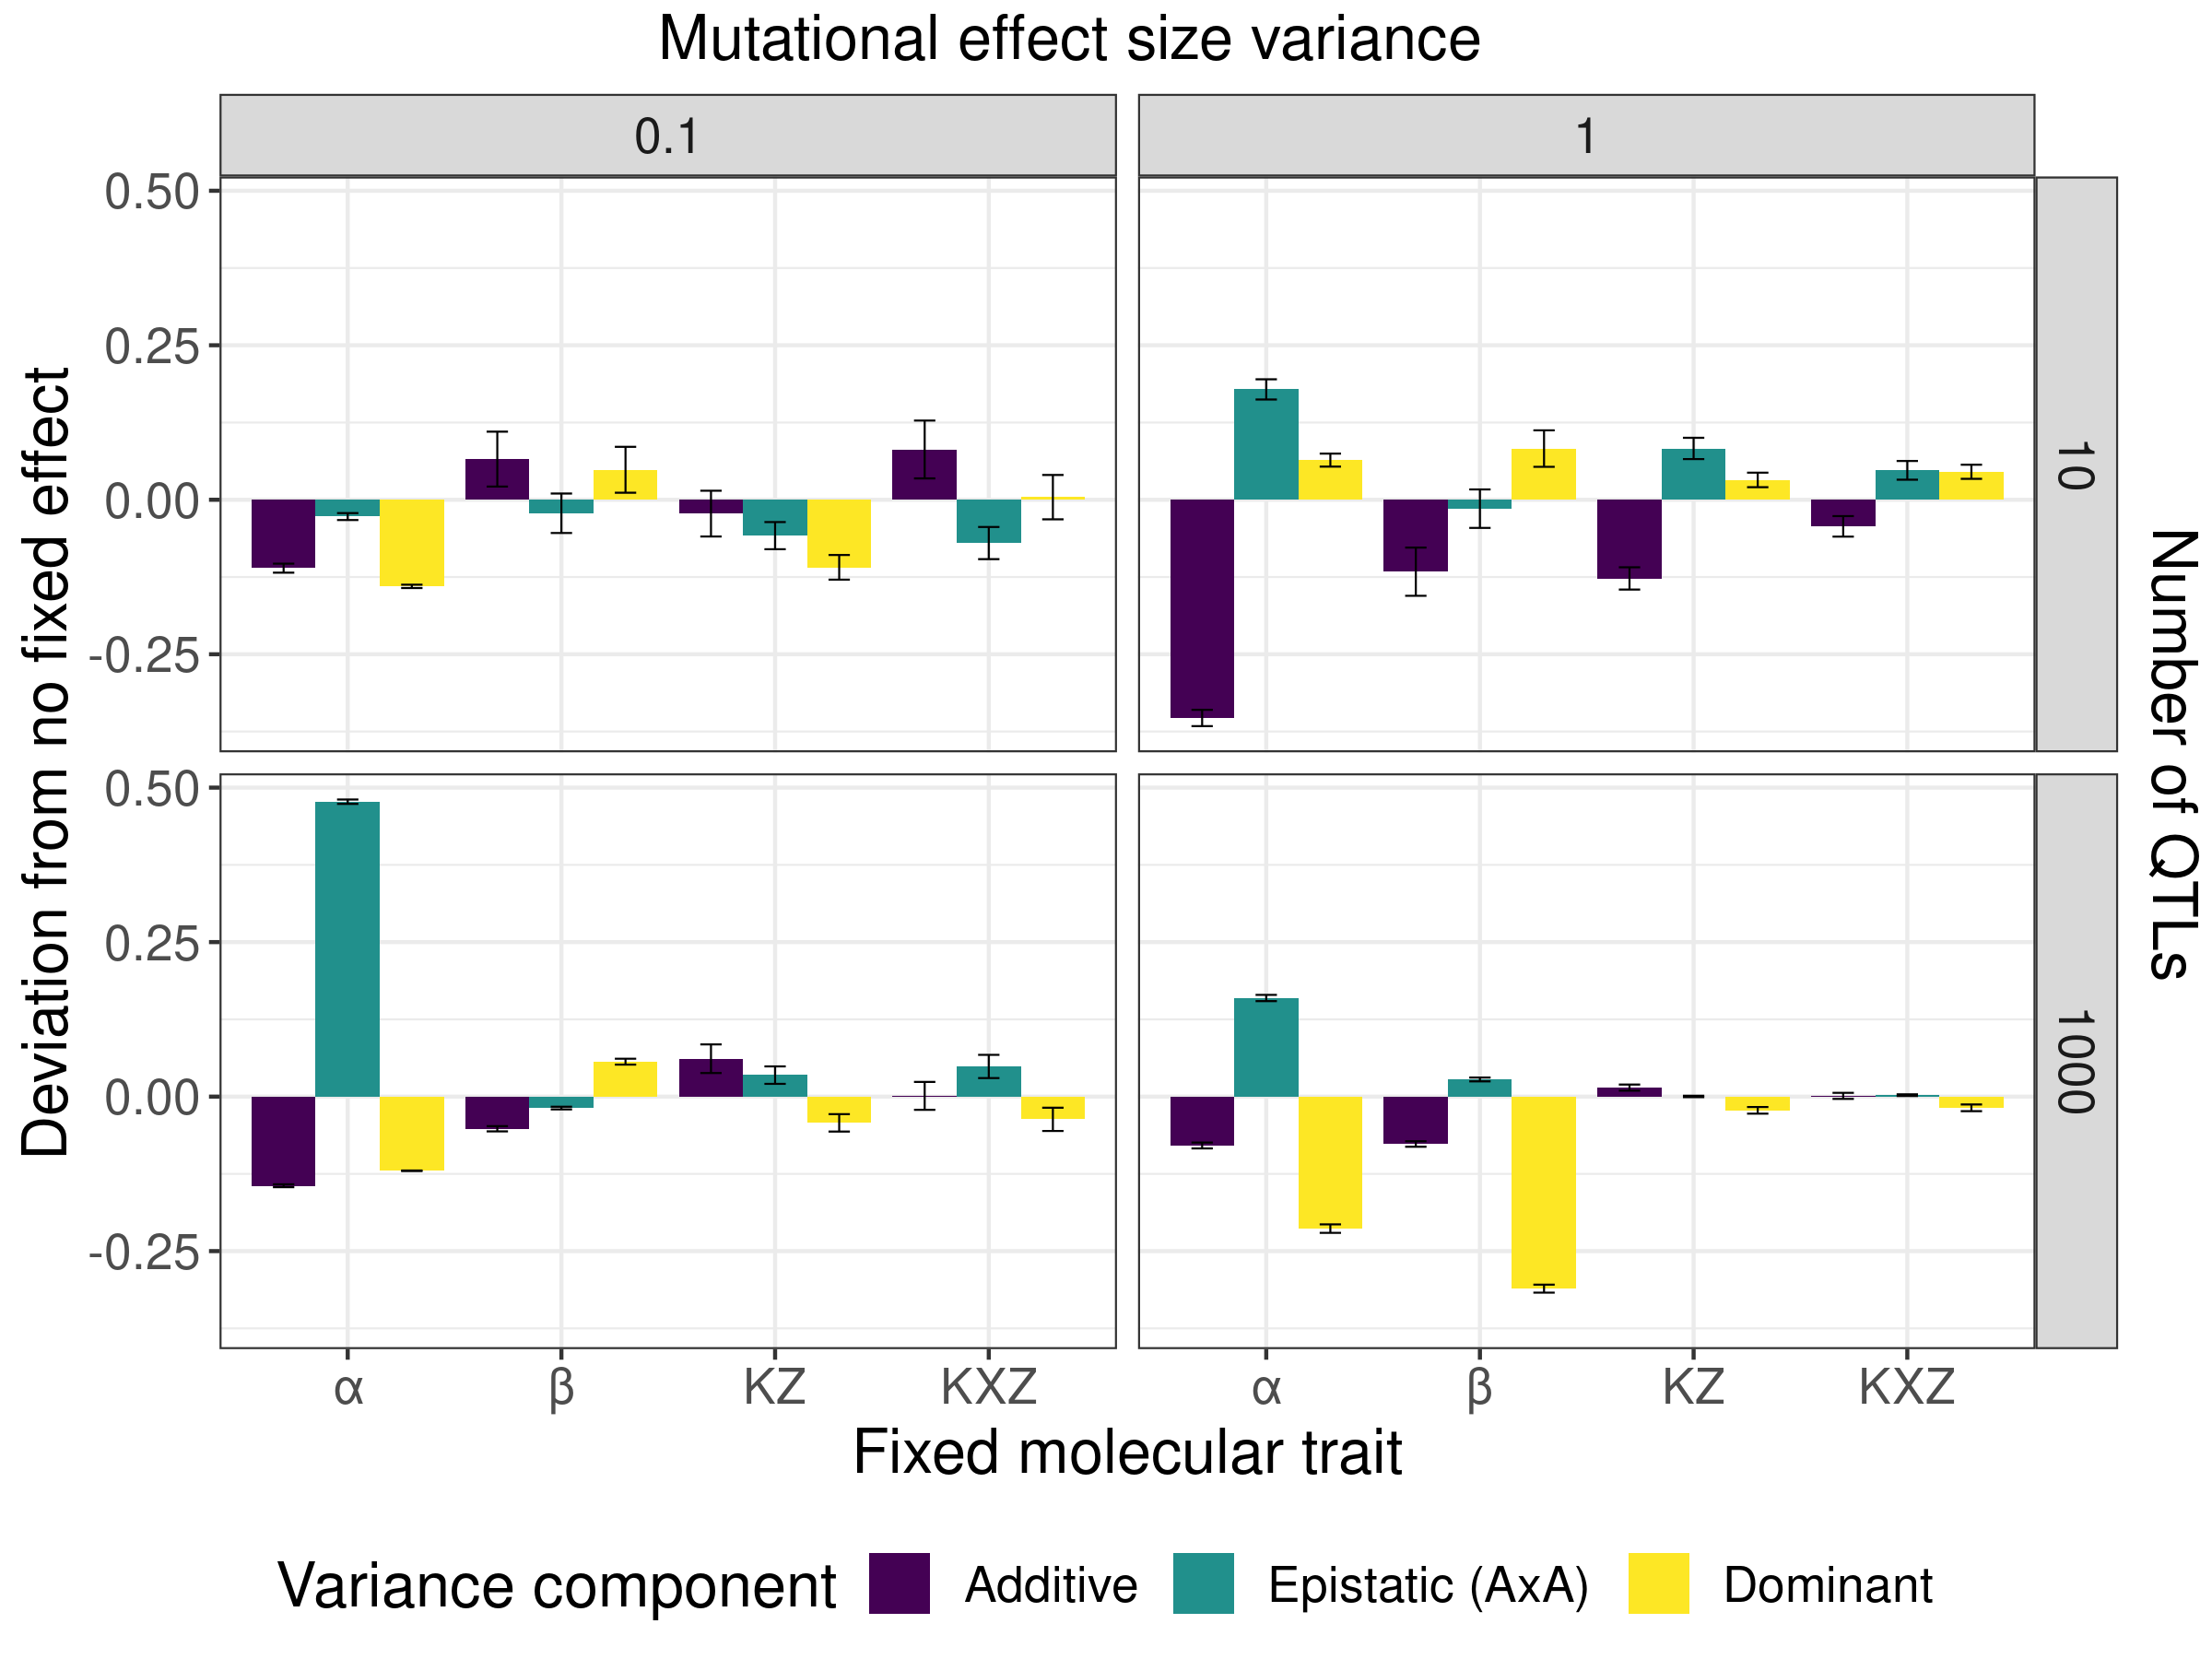 Mutational effect size variance
0.1
1
0.50
0.25
0.00
-0.25
10
0.50
0.25
0.00
-0.25
1000
Deviation from no fixed effect
Number of QTLs
α β KZ KXZ
α β KZ KXZ
Fixed molecular trait
Variance component Additive Epistatic (AxA) Dominant